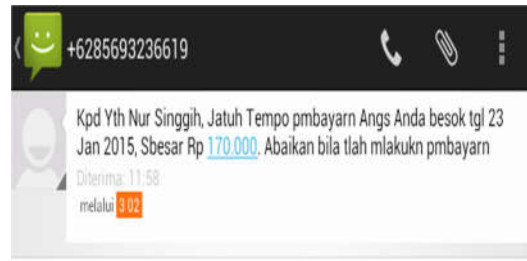 +6285693236619
Kpd Yth Nur Singgih, Jatuh Tempo pmbayarn Angs Anda besok tgl 23
Jan 2015, Sbesar Rp 170.000. Abaikan bila tlah mlakukn pmbayarn
Diterima: 11:58
melalui 3 02